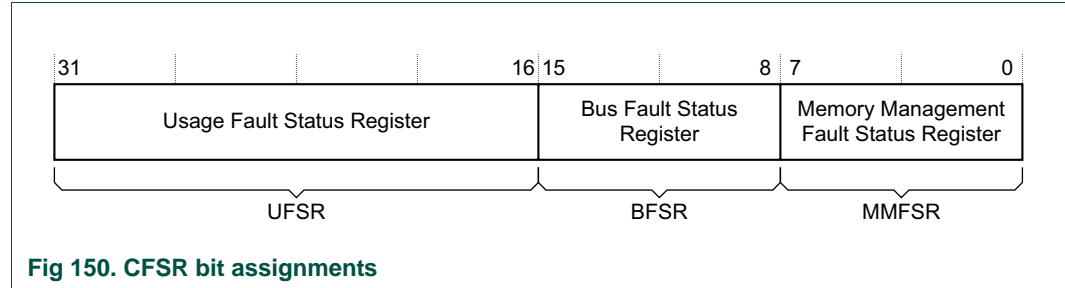 31 16 15 8 7 0
Usage Fault Status Register
Bus Fault Status
Register
Memory Management
Fault Status Register
UFSR BFSR MMFSR
Fig 150. CFSR bit assignments